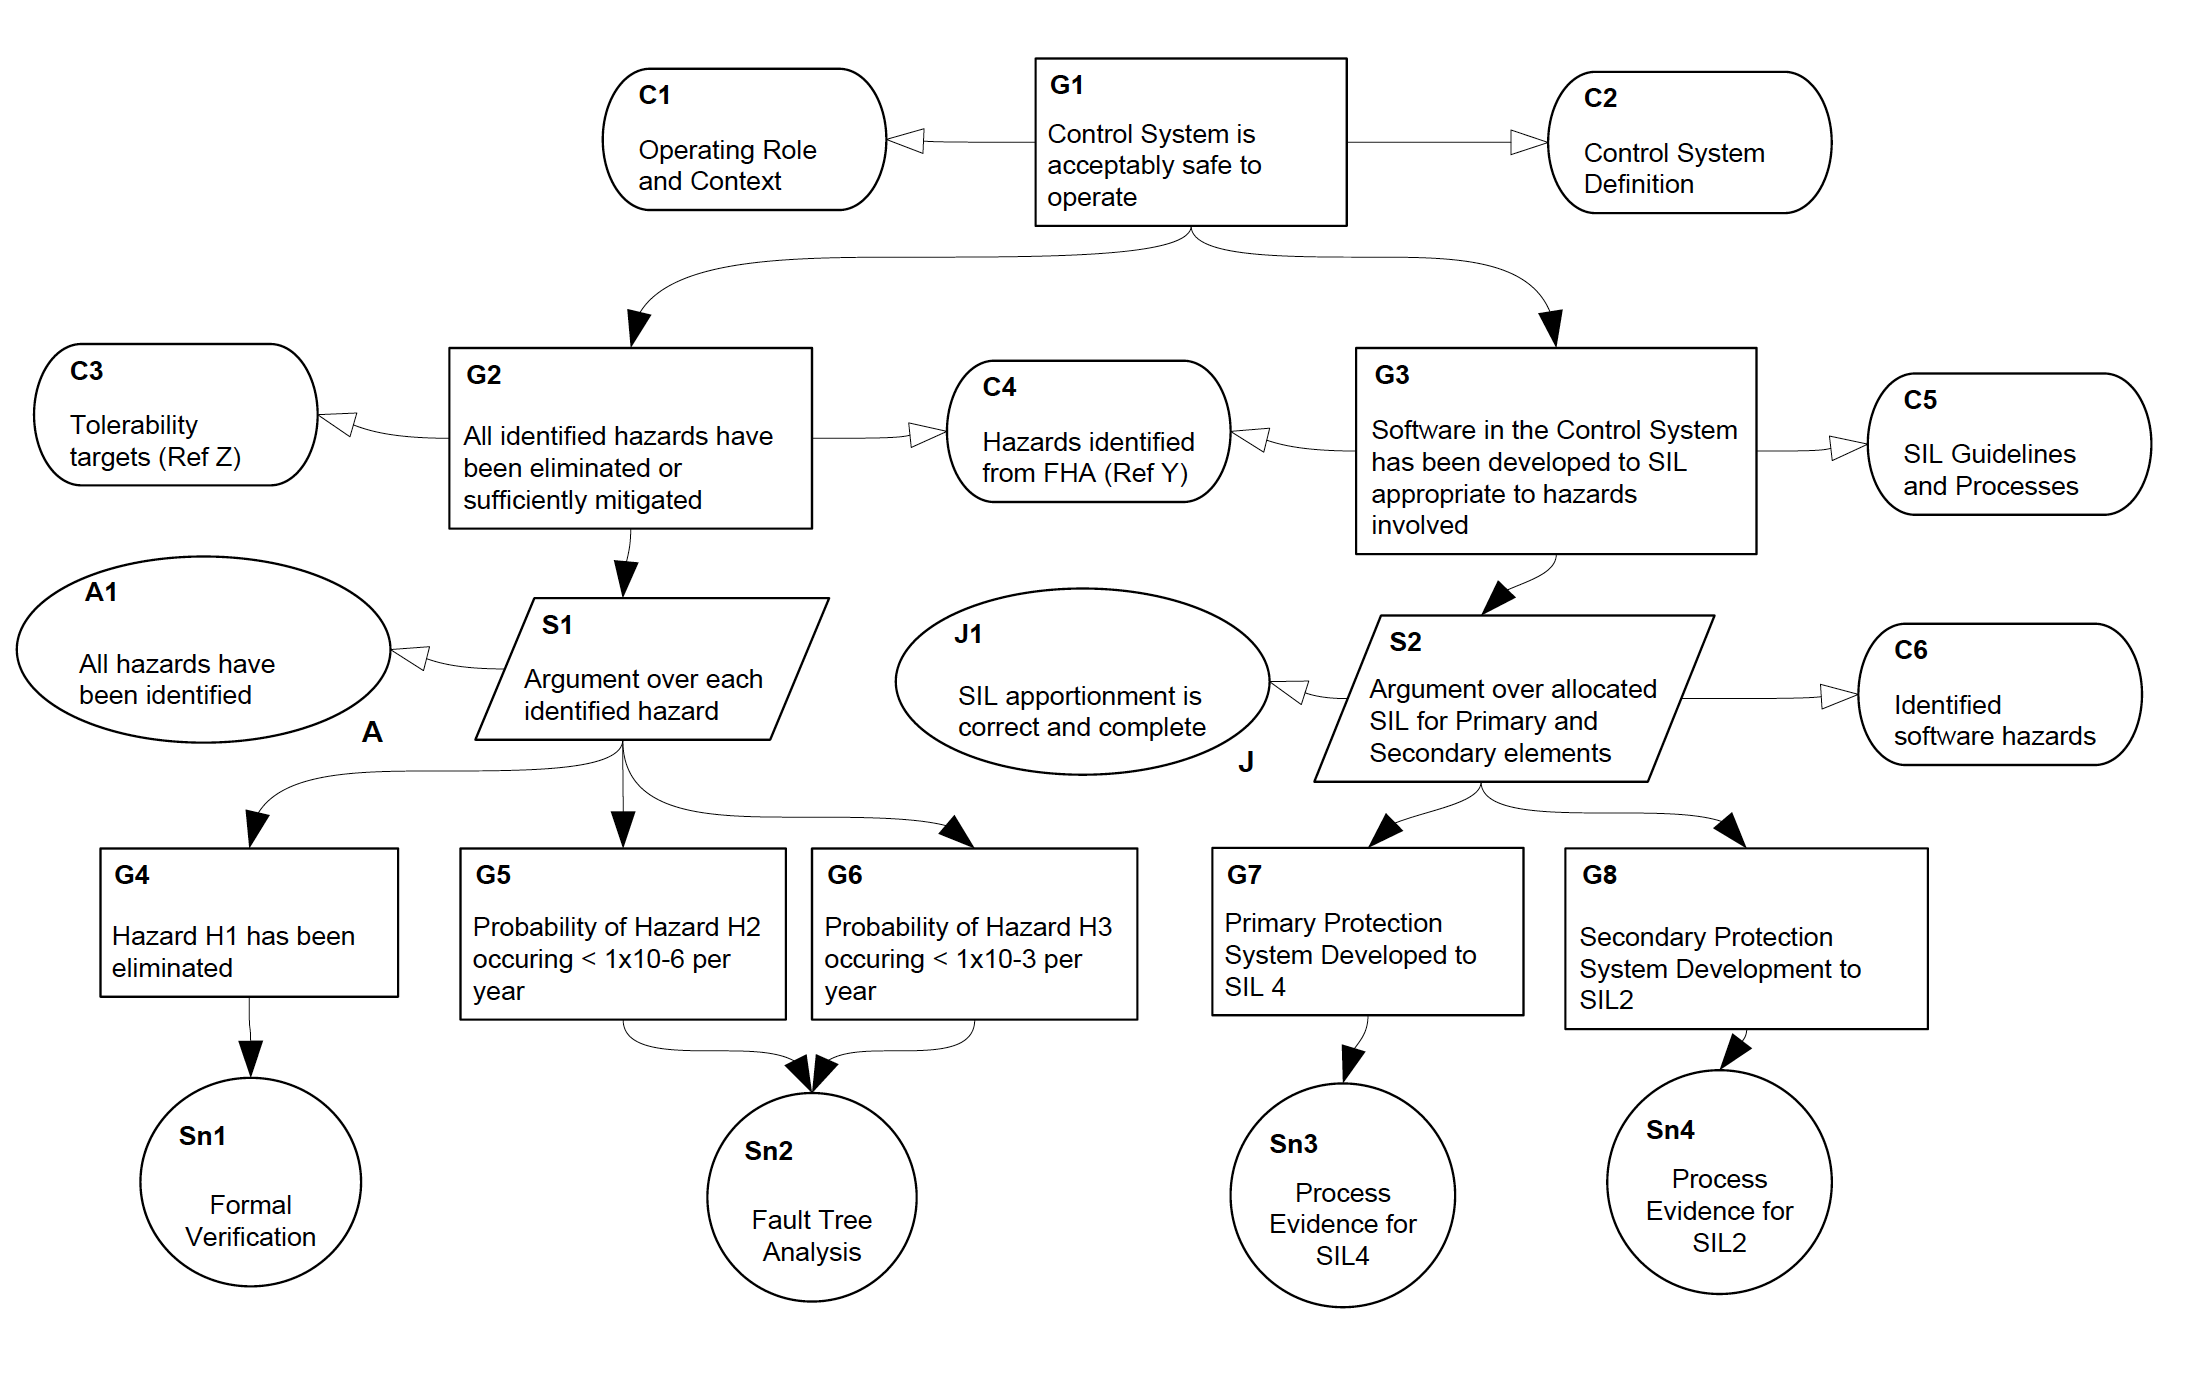 C1
Operating Role
and Context
G1
Control System is
acceptably safe to
operate
C2
Control System
Definition
C3
Tolerability
targets (Ref Z)
G2
All identified hazards have
been eliminated or
sufficiently mitigated
C4
Hazards identified
from FHA (Ref Y)
G3
Software in the Control System
has been developed to SIL
appropriate to hazards
involved
C5
SIL Guidelines
and Processes
A1
All hazards have
been identified
A
S1
Argument over each
identified hazard
J1
SIL apportionment is
correct and complete
J
S2
Argument over allocated
SIL for Primary and
Secondary elements
C6
Identified
software hazards
G4
Hazard H1 has been
eliminated
G5
Probability of Hazard H2
occuring < 1x10-6 per
year
G6
Probability of Hazard H3
occuring < 1x10-3 per
year
G7
Primary Protection
System Developed to
SIL 4
G8
Secondary Protection
System Development to
SIL2
Sn1
Formal
Verification
Sn2
Fault Tree
Analysis
Sn3
Process
Evidence for
SIL4
Sn4
Process
Evidence for
SIL2